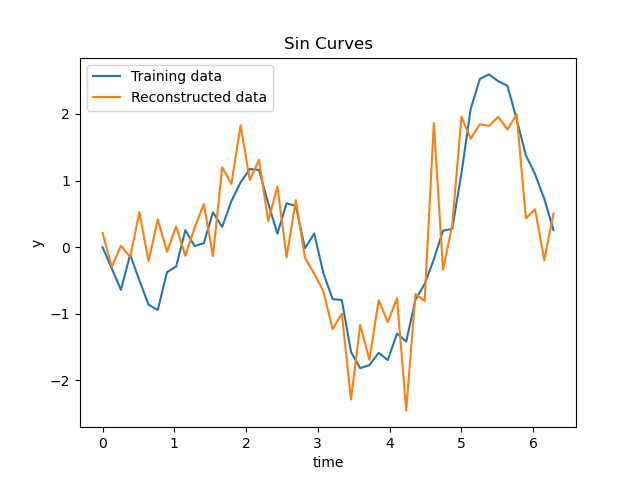 Sin Curves
Training data
Reconstructed data
y
2
1
0
−1
−2
0 1 2 3 4 5 6
time